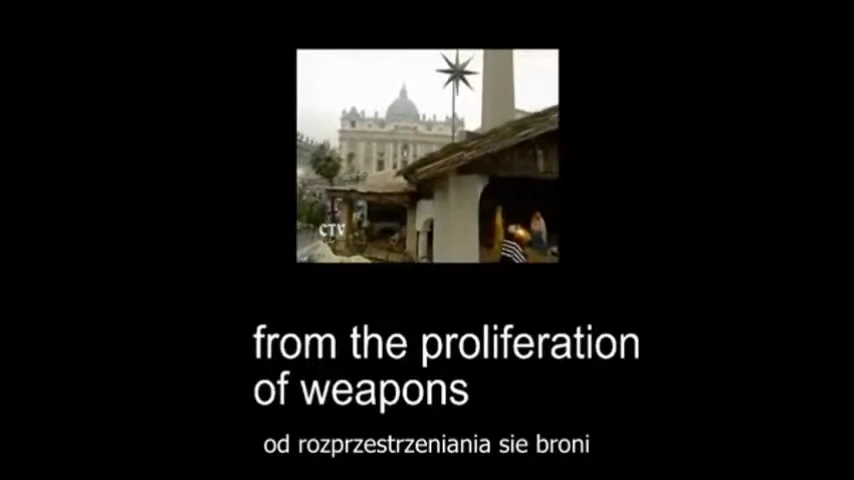 CTV
from the proliferation
of weapons
od rozprzestrzeniania sie broni